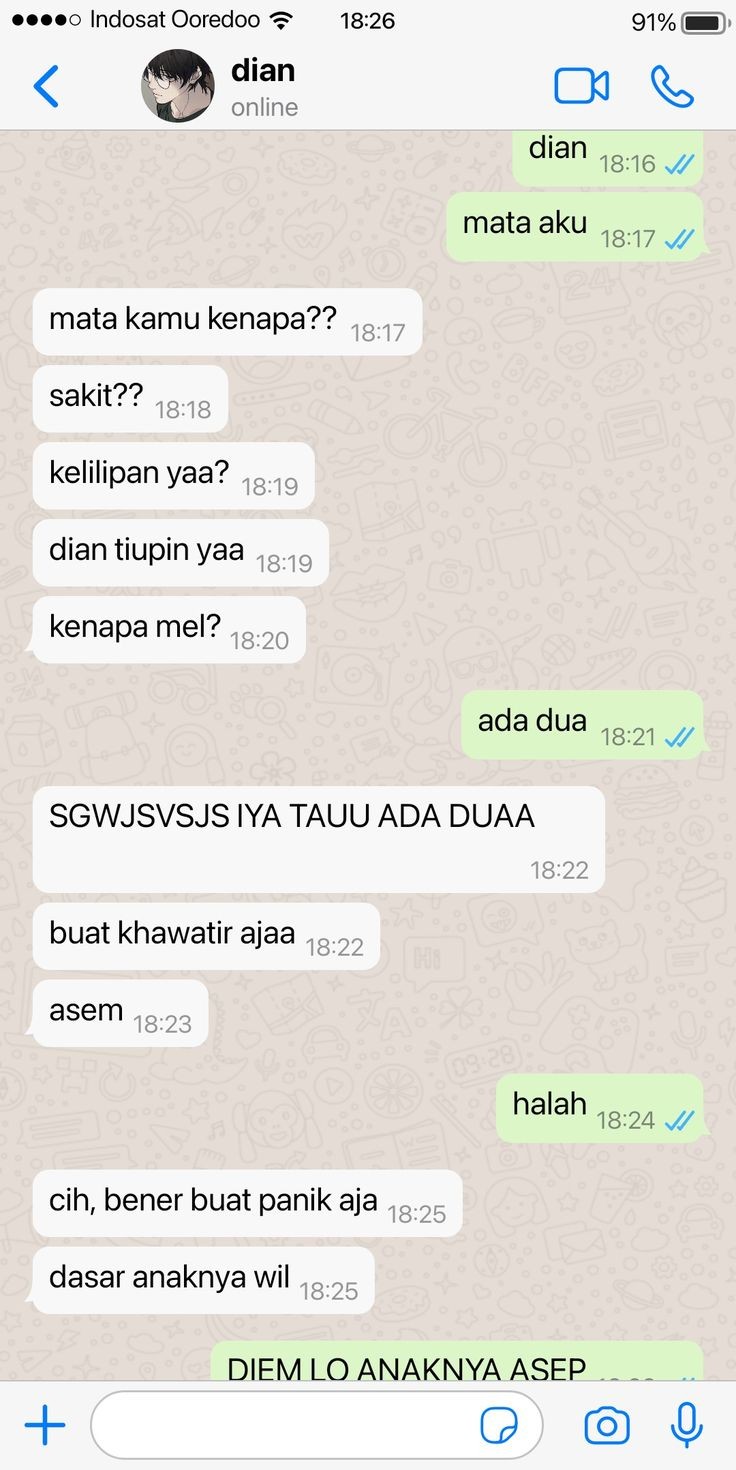 Indosat Ooredoo 18:26 91%
dian
online
dian 18:16
mata aku 18:17
mata kamu kenapa?? 18:17
sakit?? 18:18
kelilipan yaa? 18:19
dian tiupin yaa 18:19
kenapa mel? 18:20
ada dua 18:21
SGWJSVSJS IYA TAUU ADA DUAA
18:22
buat khawatir ajaa 18:22
asem 18:23
halah 18:24
cih, bener buat panik aja 18:25
dasar anaknya wil 18:25
DIEM LO ANAKNYA ASEP